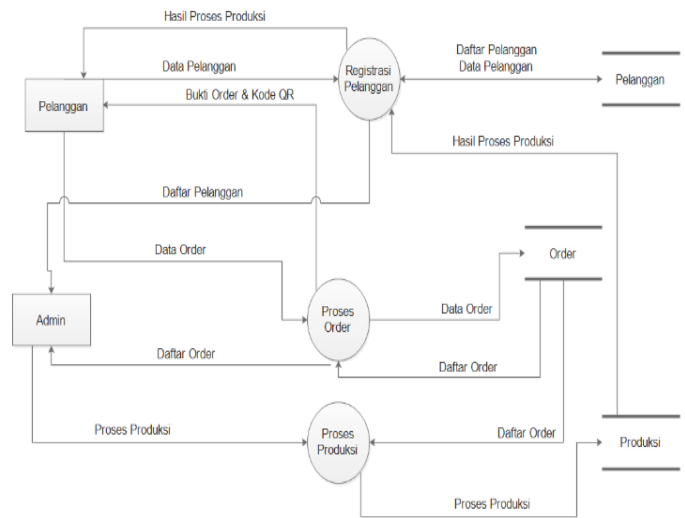 Hasil Proses Produksi
Data Pelanggan
Registrasi
Pelanggan
Daftar Pelanggan
Data Pelanggan
Pelanggan
Pelanggan
Bukti Order & Kode QR
Hasil Proses Produksi
Daftar Pelanggan
Data Order
Order
Admin
Proses
Order
Data Order
Daftar Order
Daftar Order
Proses Produksi
Proses
Produksi
Daftar Order
Produksi
Proses Produksi